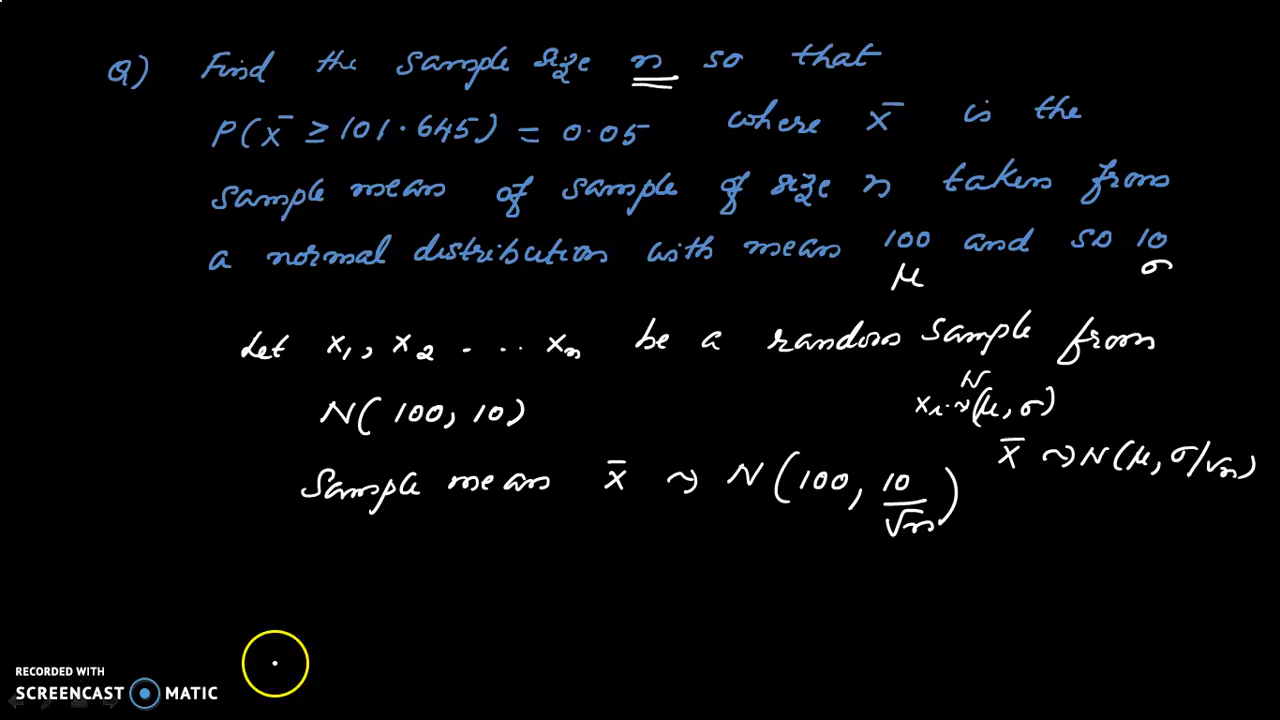 Q) Find the sample size n so that
P(x̄ ≥ 101.645) = 0.05 where x̄ is the
sample mean of sample of size n taken from
a normal distribution with mean 100 and SD 10
μ σ
Let x₁, x₂ . . . . xₙ be a random sample from
N(100, 10)
N
xᵢ ~ (μ, σ)
X̄ ~ N(μ, σ/√n)
Sample mean x̄ ~ N(100, 10/√n)
RECORDED WITH
SCREENCAST MATIC